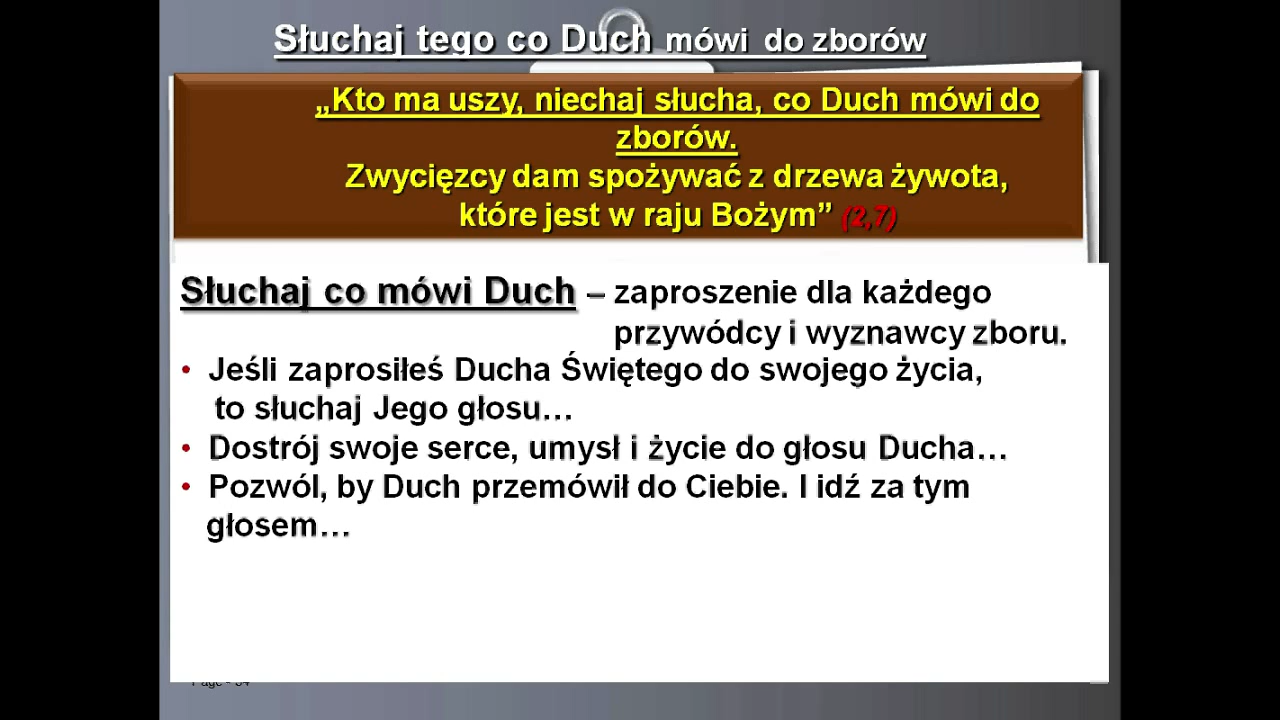 Słuchaj tego co Duch mówi do zborów
„Kto ma uszy, niechaj słucha, co Duch mówi do
zborów.
Zwycięzcy dam spożywać z drzewa żywota,
które jest w raju Bożym” (2,7)
Słuchaj co mówi Duch – zaproszenie dla każdego
przywódcy i wyznawcy zboru.
• Jeśli zaprosiłeś Ducha Świętego do swojego życia,
to słuchaj Jego głosu…
• Dostrój swoje serce, umysł i życie do głosu Ducha…
• Pozwól, by Duch przemówił do Ciebie. I idź za tym
głosem…